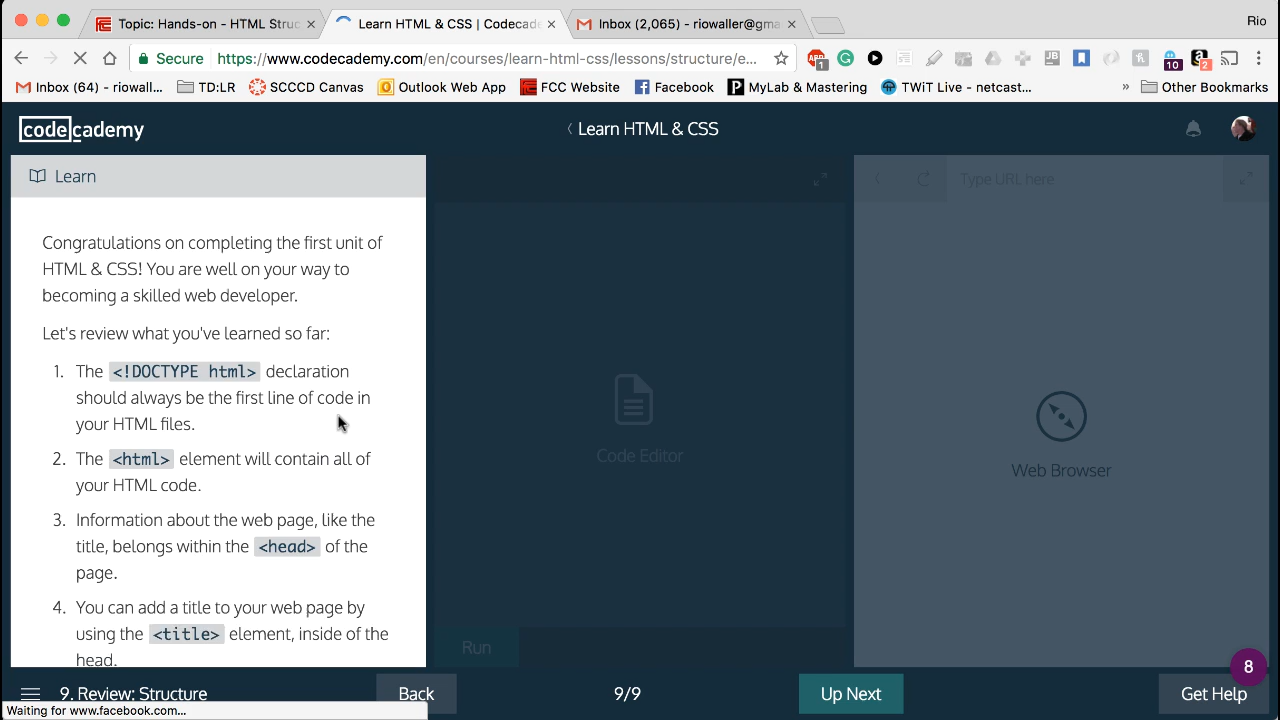 Topic: Hands-on - HTML Struc
Learn HTML & CSS | Codecade
Inbox (2,065) - riowaller@gma
Rio
Secure
https://www.codecademy.com/en/courses/learn-html-css/lessons/structure/e...
1
10
2
Inbox (64) - riowall...
TD:LR
SCCCD Canvas
Outlook Web App
FCC Website
Facebook
MyLab & Mastering
TWiT Live - netcast...
»
Other Bookmarks
codecademy
Learn HTML & CSS
Learn
Type URL here
Congratulations on completing the first unit of
HTML & CSS! You are well on your way to
becoming a skilled web developer.
Let's review what you've learned so far:
1. The <!DOCTYPE html> declaration
should always be the first line of code in
your HTML files.
2. The <html> element will contain all of
your HTML code.
3. Information about the web page, like the
title, belongs within the <head> of the
page.
4. You can add a title to your web page by
using the <title> element, inside of the
head.
Code Editor
Web Browser
Run
8
9. Review: Structure
Back
9/9
Up Next
Get Help
Waiting for www.facebook.com...